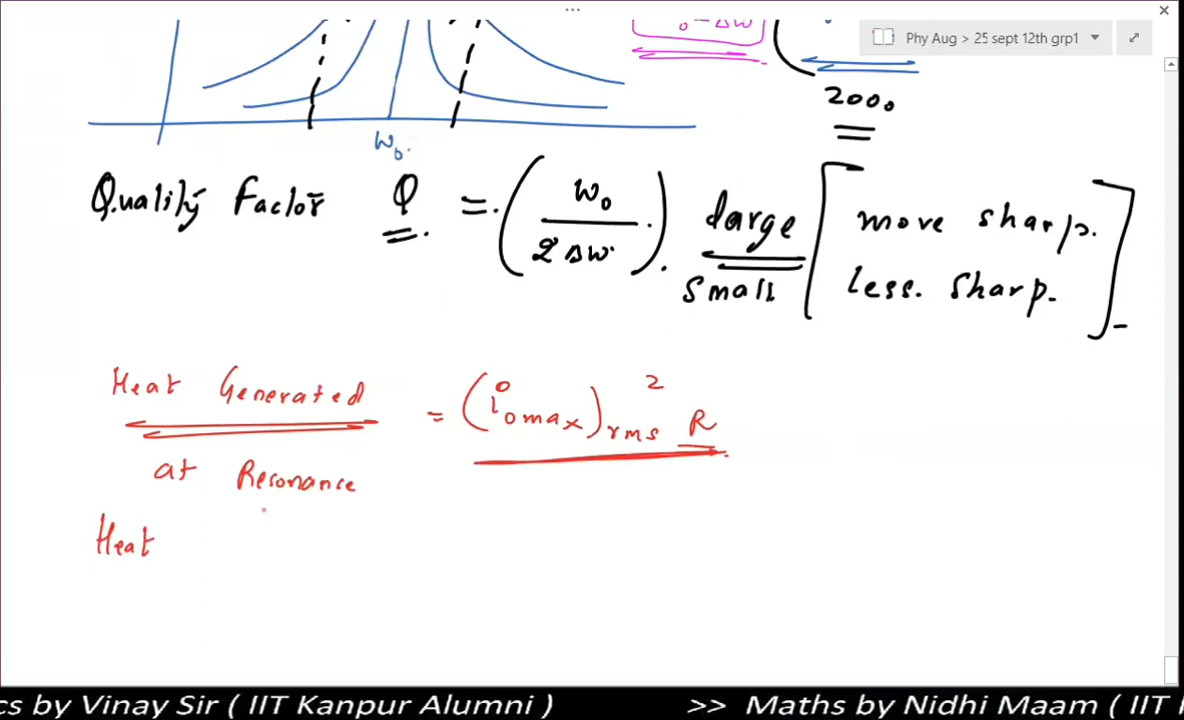 Phy Aug > 25 sept 12th grp1
2000
ω₀
Quality Factor Q = (ω₀ / 2Δω). large [more sharp.
small less. sharp.]
Heat Generated = (i₀max)rms² R
at Resonance
Heat
cs by Vinay Sir ( IIT Kanpur Alumni ) >> Maths by Nidhi Maam ( IIT